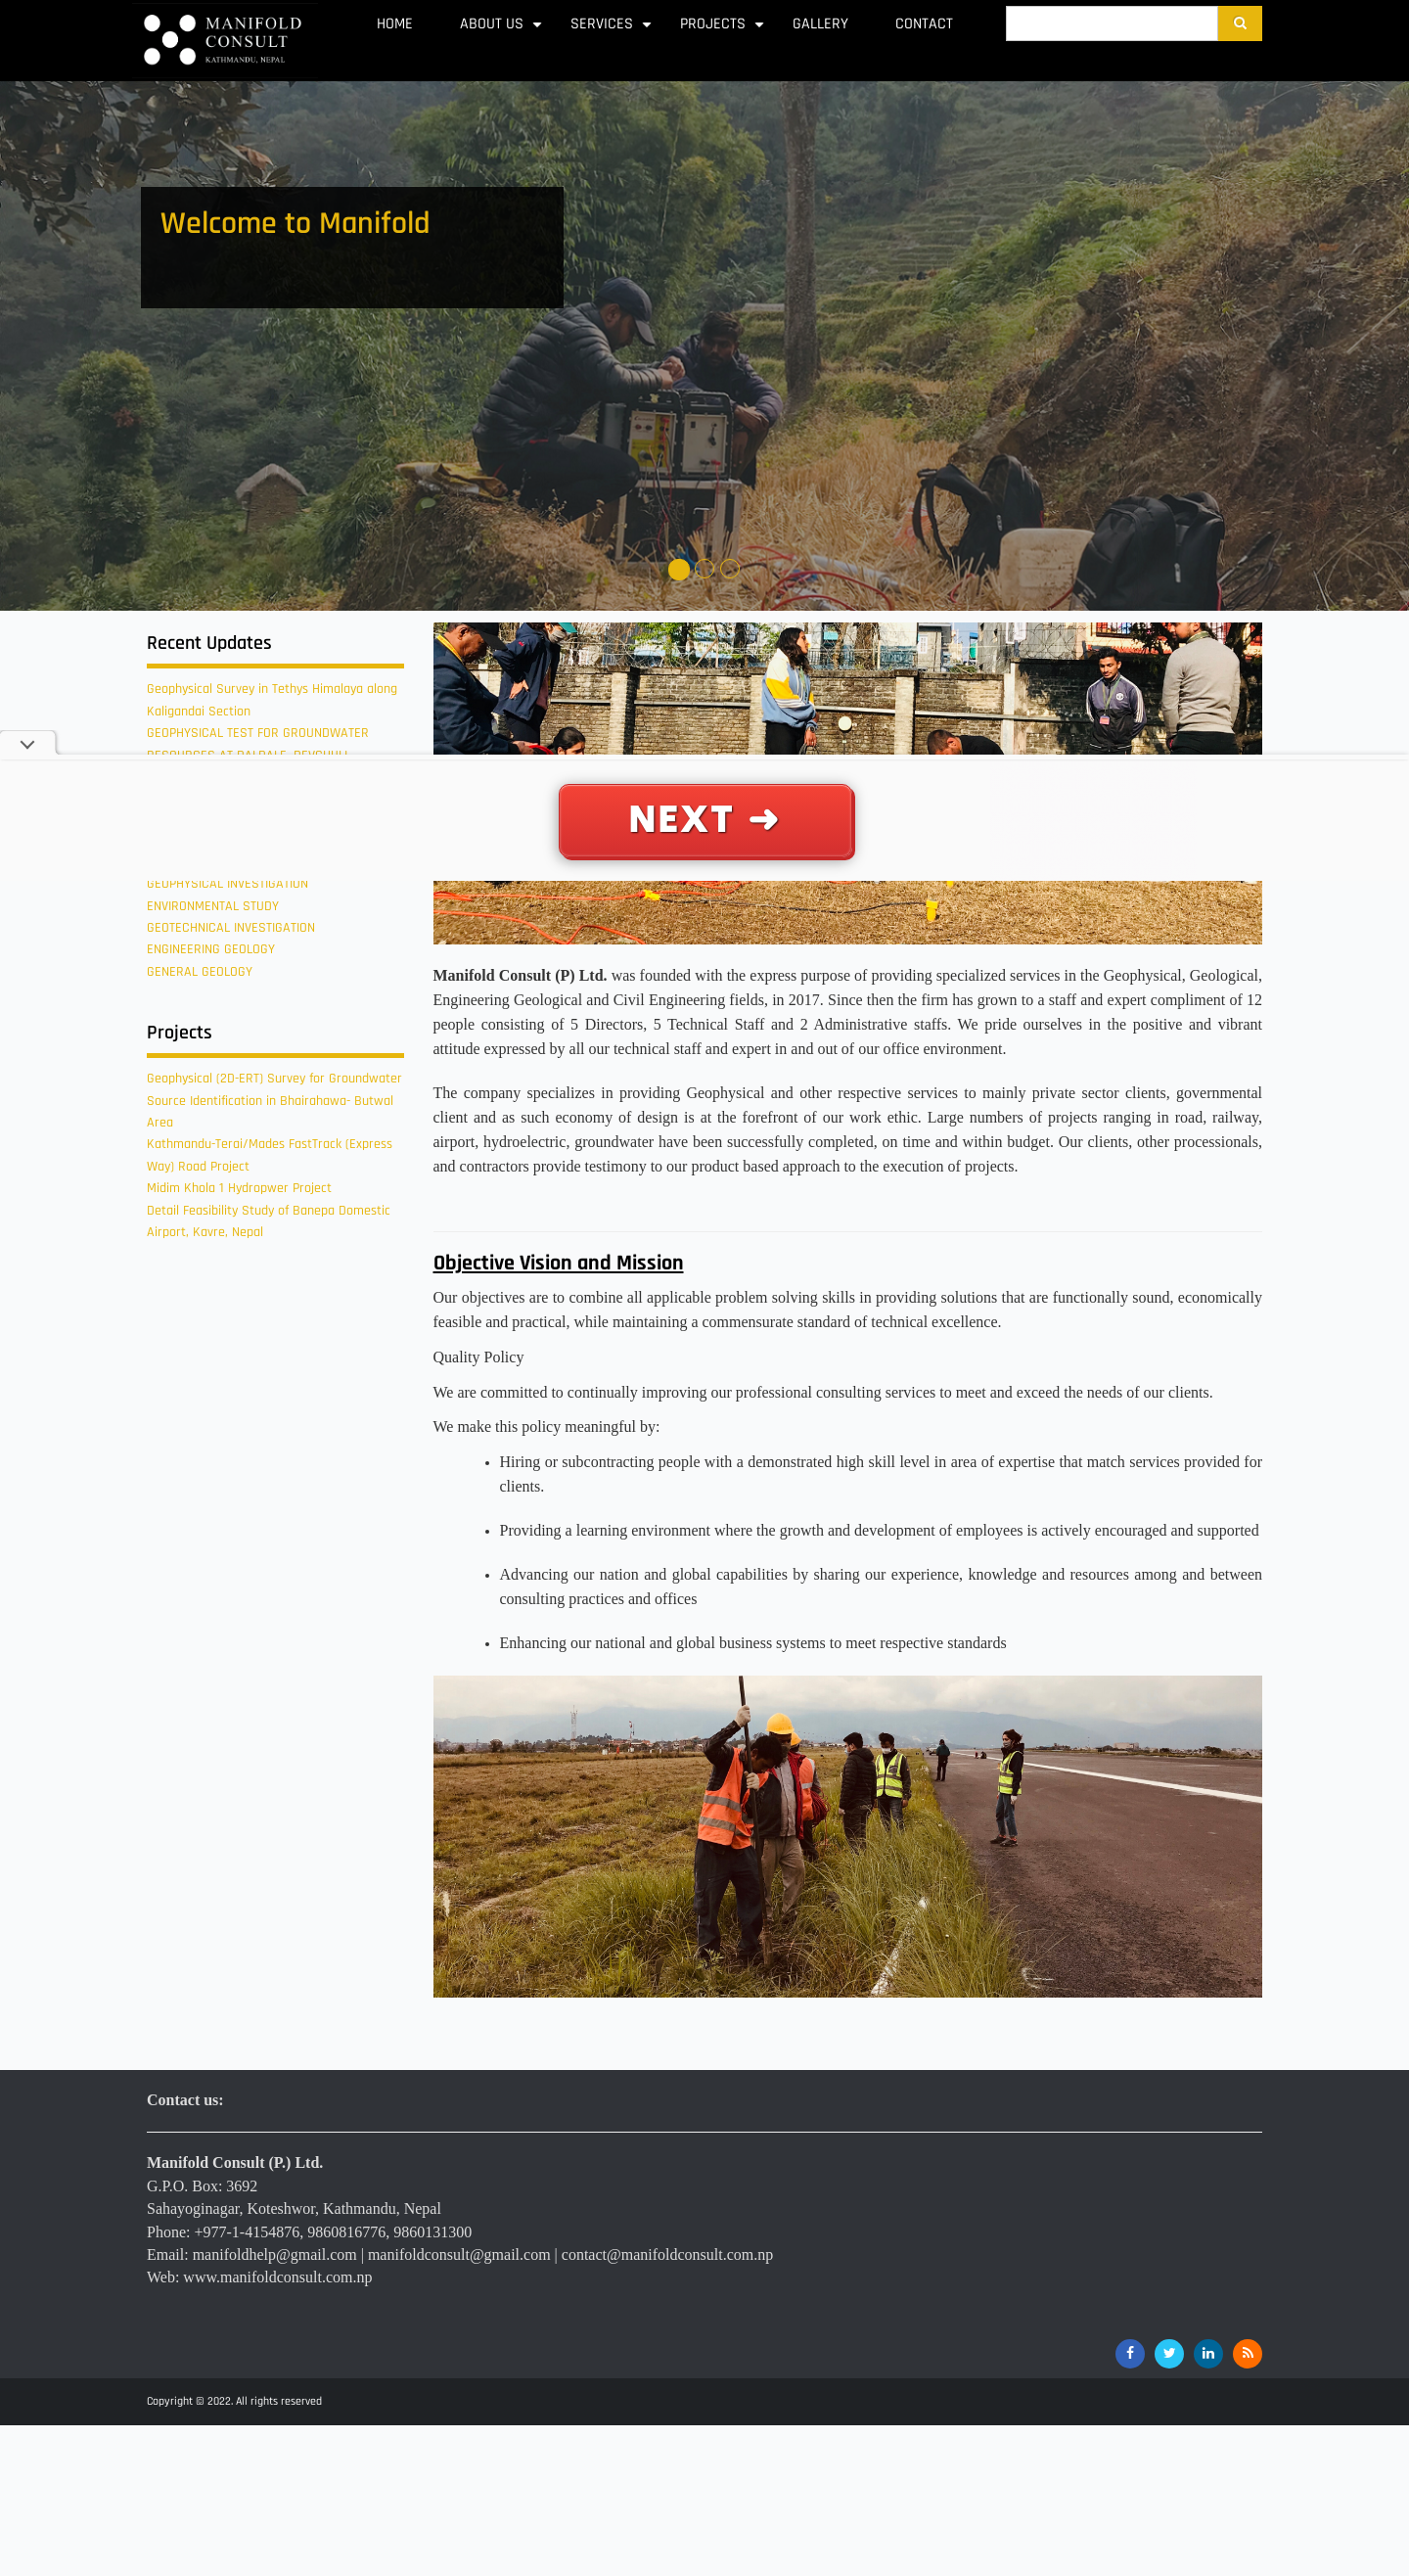 MANIFOLD
CONSULT
KATHMANDU, NEPAL
HOME
ABOUT US
SERVICES
PROJECTS
GALLERY
CONTACT
Welcome to Manifold
Recent Updates
Geophysical Survey in Tethys Himalaya along
Kaligandai Section
GEOPHYSICAL TEST FOR GROUNDWATER
NEXT ➜
GEOPHYSICAL INVESTIGATION
ENVIRONMENTAL STUDY
GEOTECHNICAL INVESTIGATION
ENGINEERING GEOLOGY
GENERAL GEOLOGY
Projects
Geophysical (2D-ERT) Survey for Groundwater
Source Identification in Bhairahawa- Butwal
Area
Kathmandu-Terai/Mades FastTrack (Express
Way) Road Project
Midim Khola 1 Hydropwer Project
Detail Feasibility Study of Banepa Domestic
Airport, Kavre, Nepal
Manifold Consult (P) Ltd. was founded with the express purpose of providing specialized services in the Geophysical, Geological,
Engineering Geological and Civil Engineering fields, in 2017. Since then the firm has grown to a staff and expert compliment of 12
people consisting of 5 Directors, 5 Technical Staff and 2 Administrative staffs. We pride ourselves in the positive and vibrant
attitude expressed by all our technical staff and expert in and out of our office environment.
The company specializes in providing Geophysical and other respective services to mainly private sector clients, governmental
client and as such economy of design is at the forefront of our work ethic. Large numbers of projects ranging in road, railway,
airport, hydroelectric, groundwater have been successfully completed, on time and within budget. Our clients, other processionals,
and contractors provide testimony to our product based approach to the execution of projects.
Objective Vision and Mission
Our objectives are to combine all applicable problem solving skills in providing solutions that are functionally sound, economically
feasible and practical, while maintaining a commensurate standard of technical excellence.
Quality Policy
We are committed to continually improving our professional consulting services to meet and exceed the needs of our clients.
We make this policy meaningful by:
• Hiring or subcontracting people with a demonstrated high skill level in area of expertise that match services provided for
clients.
• Providing a learning environment where the growth and development of employees is actively encouraged and supported
• Advancing our nation and global capabilities by sharing our experience, knowledge and resources among and between
consulting practices and offices
• Enhancing our national and global business systems to meet respective standards
Contact us:
Manifold Consult (P.) Ltd.
G.P.O. Box: 3692
Sahayoginagar, Koteshwor, Kathmandu, Nepal
Phone: +977-1-4154876, 9860816776, 9860131300
Email: manifoldhelp@gmail.com | manifoldconsult@gmail.com | contact@manifoldconsult.com.np
Web: www.manifoldconsult.com.np
Copyright © 2022. All rights reserved